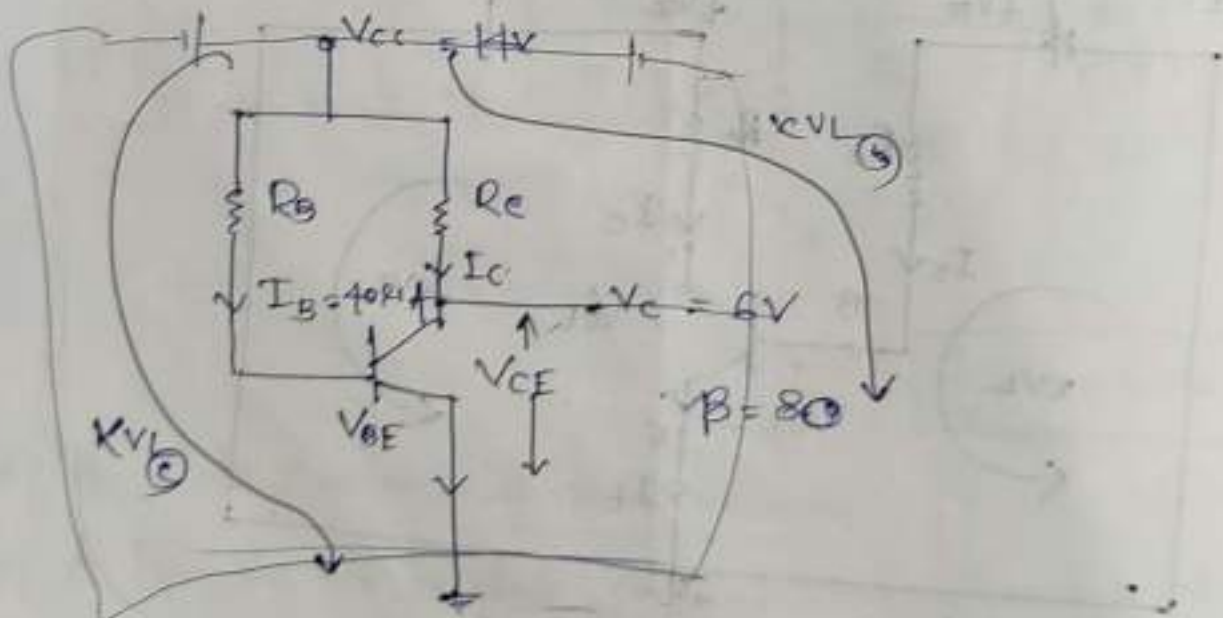 Vcc = 14V
RB
RC
IC
IB = 40μA
VC = 6V
VCE
VBE
β = 80
KVL
KVL